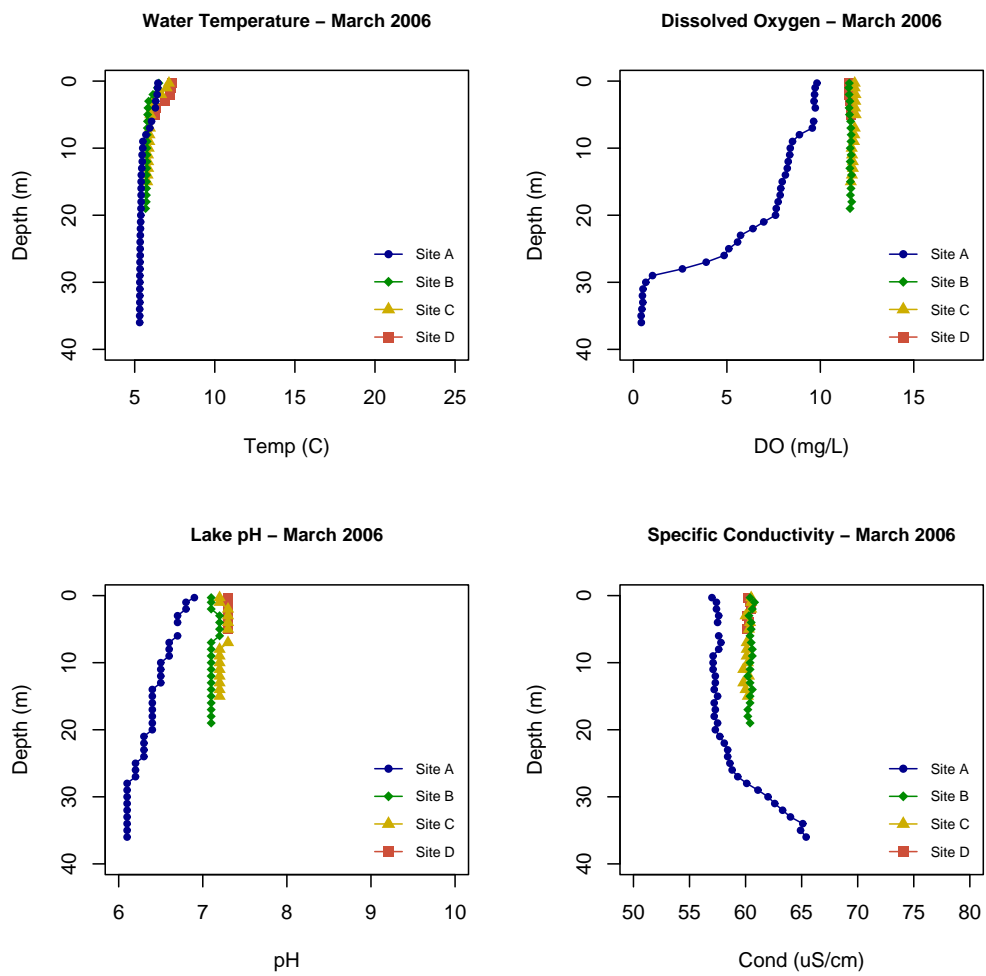 Water Temperature – March 2006
0
10
20
30
40
Depth (m)
Site A
Site B
Site C
Site D
5 10 15 20 25
Temp (C)
Dissolved Oxygen – March 2006
0
10
20
30
40
Depth (m)
Site A
Site B
Site C
Site D
0 5 10 15
DO (mg/L)
Lake pH – March 2006
0
10
20
30
40
Depth (m)
Site A
Site B
Site C
Site D
6 7 8 9 10
pH
Specific Conductivity – March 2006
0
10
20
30
40
Depth (m)
Site A
Site B
Site C
Site D
50 55 60 65 70 75 80
Cond (uS/cm)